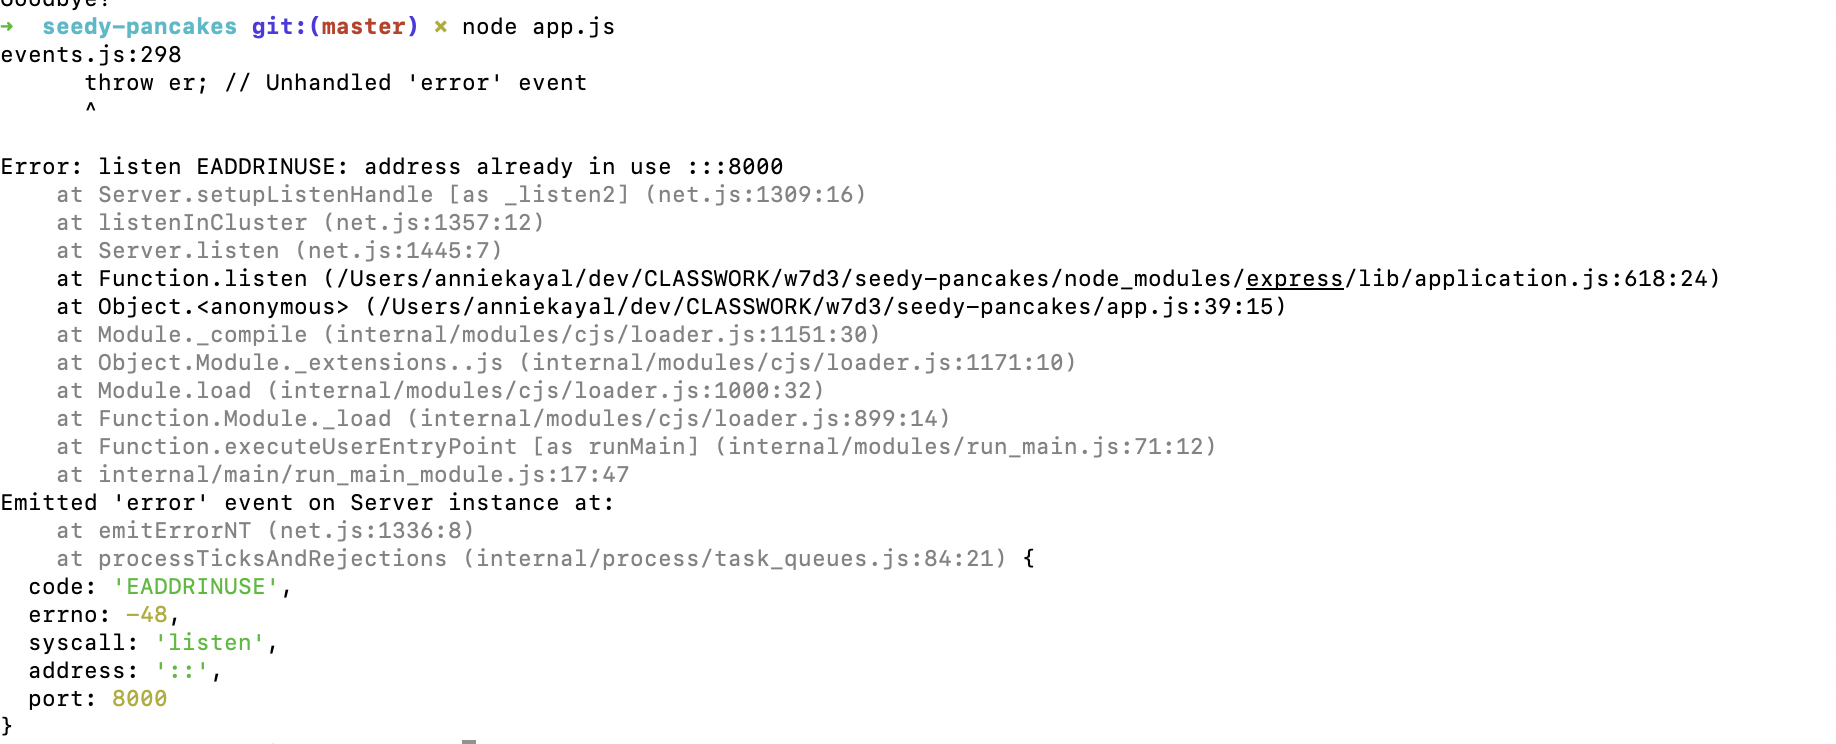 Goodbye!
→ seedy-pancakes git:(master) × node app.js
events.js:298
      throw er; // Unhandled 'error' event
      ^
Error: listen EADDRINUSE: address already in use :::8000
    at Server.setupListenHandle [as _listen2] (net.js:1309:16)
    at listenInCluster (net.js:1357:12)
    at Server.listen (net.js:1445:7)
    at Function.listen (/Users/anniekayal/dev/CLASSWORK/w7d3/seedy-pancakes/node_modules/express/lib/application.js:618:24)
    at Object.<anonymous> (/Users/anniekayal/dev/CLASSWORK/w7d3/seedy-pancakes/app.js:39:15)
    at Module._compile (internal/modules/cjs/loader.js:1151:30)
    at Object.Module._extensions..js (internal/modules/cjs/loader.js:1171:10)
    at Module.load (internal/modules/cjs/loader.js:1000:32)
    at Function.Module._load (internal/modules/cjs/loader.js:899:14)
    at Function.executeUserEntryPoint [as runMain] (internal/modules/run_main.js:71:12)
    at internal/main/run_main_module.js:17:47
Emitted 'error' event on Server instance at:
    at emitErrorNT (net.js:1336:8)
    at processTicksAndRejections (internal/process/task_queues.js:84:21) {
  code: 'EADDRINUSE',
  errno: -48,
  syscall: 'listen',
  address: '::',
  port: 8000
}